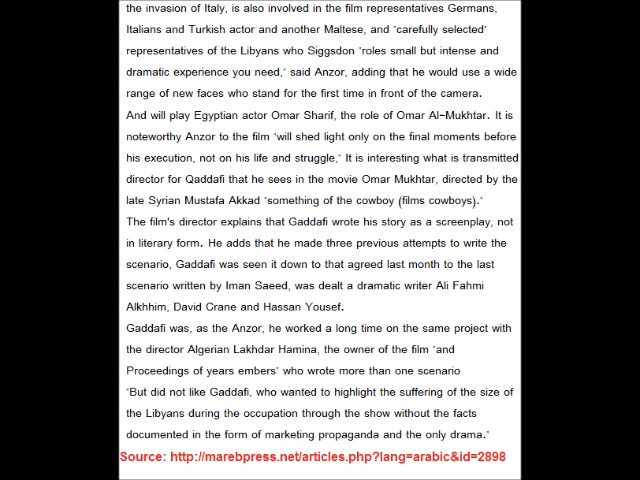 the invasion of Italy, is also involved in the film representatives Germans,
Italians and Turkish actor and another Maltese, and "carefully selected"
representatives of the Libyans who Siggsdon "roles small but intense and
dramatic experience you need," said Anzor, adding that he would use a wide
range of new faces who stand for the first time in front of the camera.
And will play Egyptian actor Omar Sharif, the role of Omar Al-Mukhtar. It is
noteworthy Anzor to the film "will shed light only on the final moments before
his execution, not on his life and struggle," It is interesting what is transmitted
director for Qaddafi that he sees in the movie Omar Mukhtar, directed by the
late Syrian Mustafa Akkad "something of the cowboy (films cowboys)."
The film's director explains that Gaddafi wrote his story as a screenplay, not
in literary form. He adds that he made three previous attempts to write the
scenario, Gaddafi was seen it down to that agreed last month to the last
scenario written by Iman Saeed, was dealt a dramatic writer Ali Fahmi
Alkhhim, David Crane and Hassan Yousef.
Gaddafi was, as the Anzor, he worked a long time on the same project with
the director Algerian Lakhdar Hamina, the owner of the film "and
Proceedings of years embers" who wrote more than one scenario
"But did not like Gaddafi, who wanted to highlight the suffering of the size of
the Libyans during the occupation through the show without the facts
documented in the form of marketing propaganda and the only drama."
Source: http://marebpress.net/articles.php?lang=arabic&id=2898